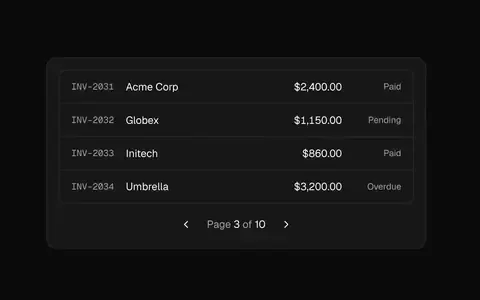 INV-2031 Acme Corp $2,400.00 Paid
INV-2032 Globex $1,150.00 Pending
INV-2033 Initech $860.00 Paid
INV-2034 Umbrella $3,200.00 Overdue
Page 3 of 10